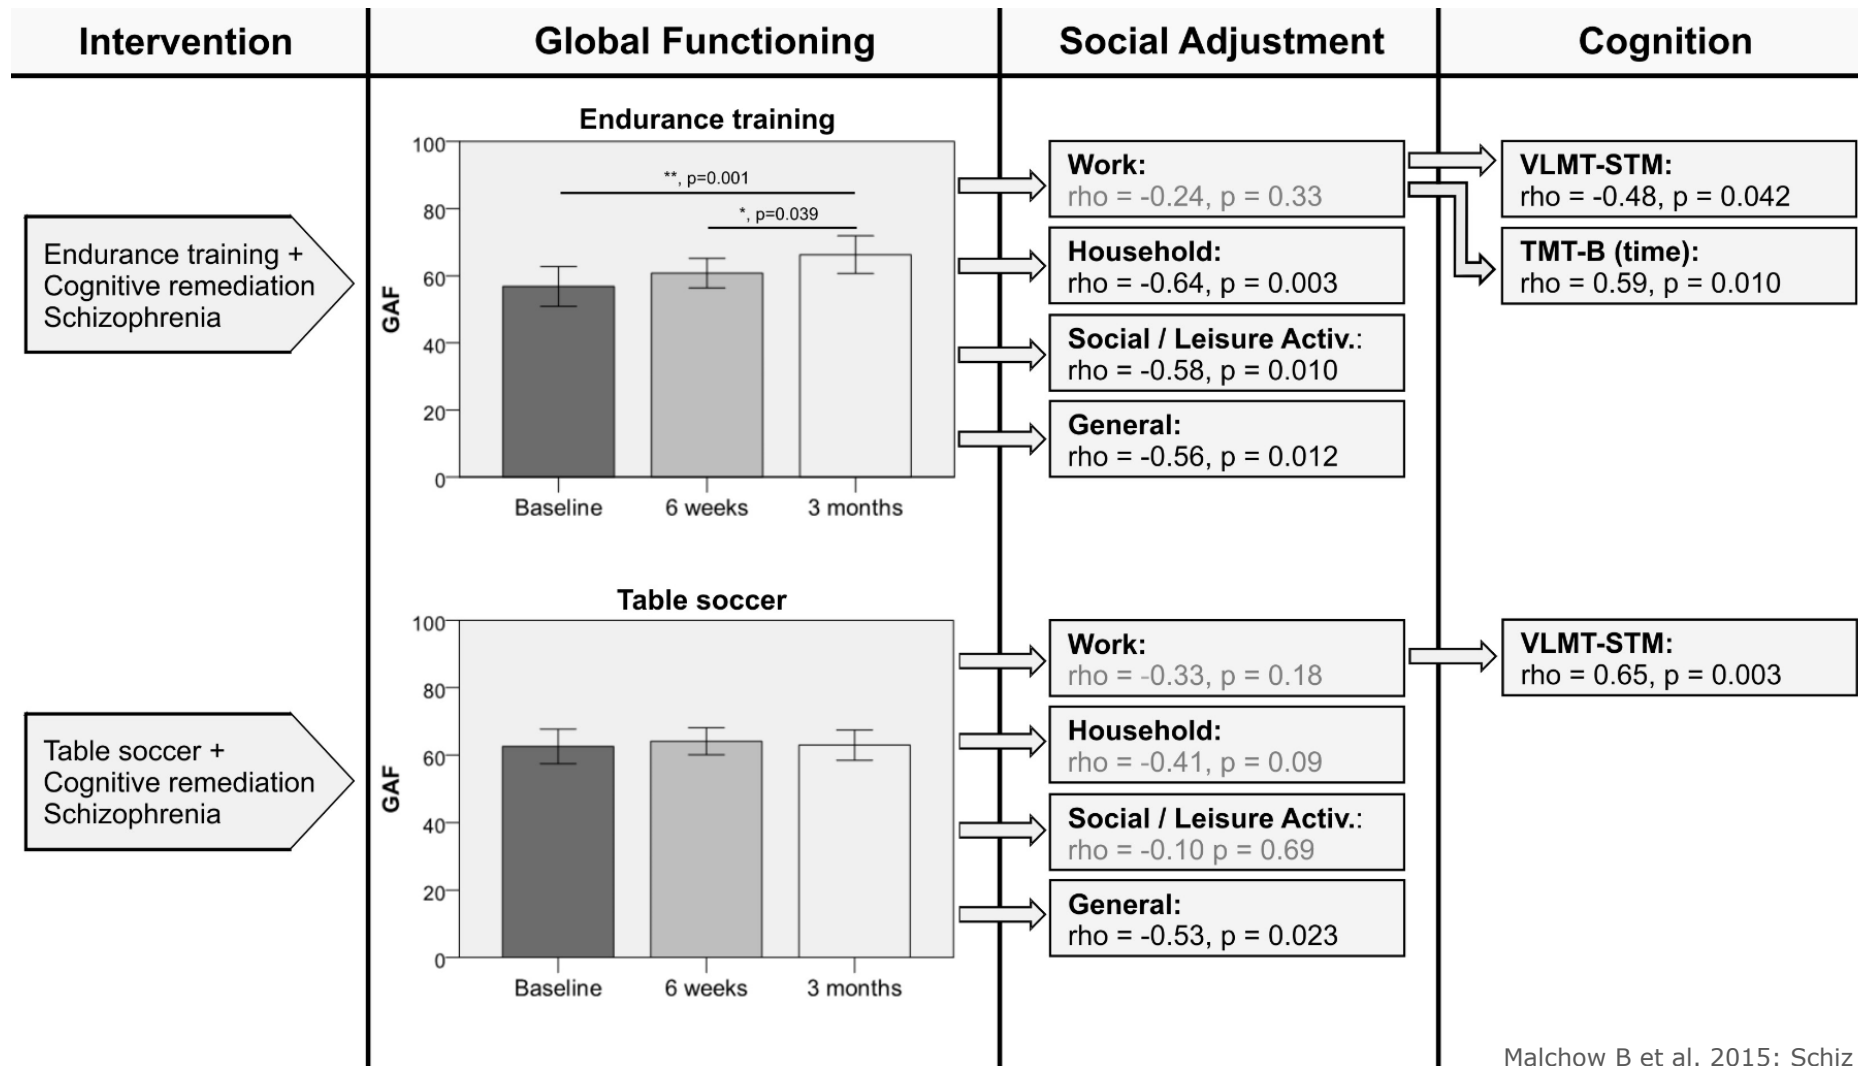 Intervention
Global Functioning
Social Adjustment
Cognition
Endurance training +
Cognitive remediation
Schizophrenia
Endurance training
GAF
100
80
60
40
20
0
**, p=0.001
*, p=0.039
Baseline
6 weeks
3 months
Work:
rho = -0.24, p = 0.33
Household:
rho = -0.64, p = 0.003
Social / Leisure Activ.:
rho = -0.58, p = 0.010
General:
rho = -0.56, p = 0.012
VLMT-STM:
rho = -0.48, p = 0.042
TMT-B (time):
rho = 0.59, p = 0.010
Table soccer +
Cognitive remediation
Schizophrenia
Table soccer
GAF
100
80
60
40
20
0
Baseline
6 weeks
3 months
Work:
rho = -0.33, p = 0.18
Household:
rho = -0.41, p = 0.09
Social / Leisure Activ.:
rho = -0.10 p = 0.69
General:
rho = -0.53, p = 0.023
VLMT-STM:
rho = 0.65, p = 0.003
Malchow B et al. 2015: Schiz